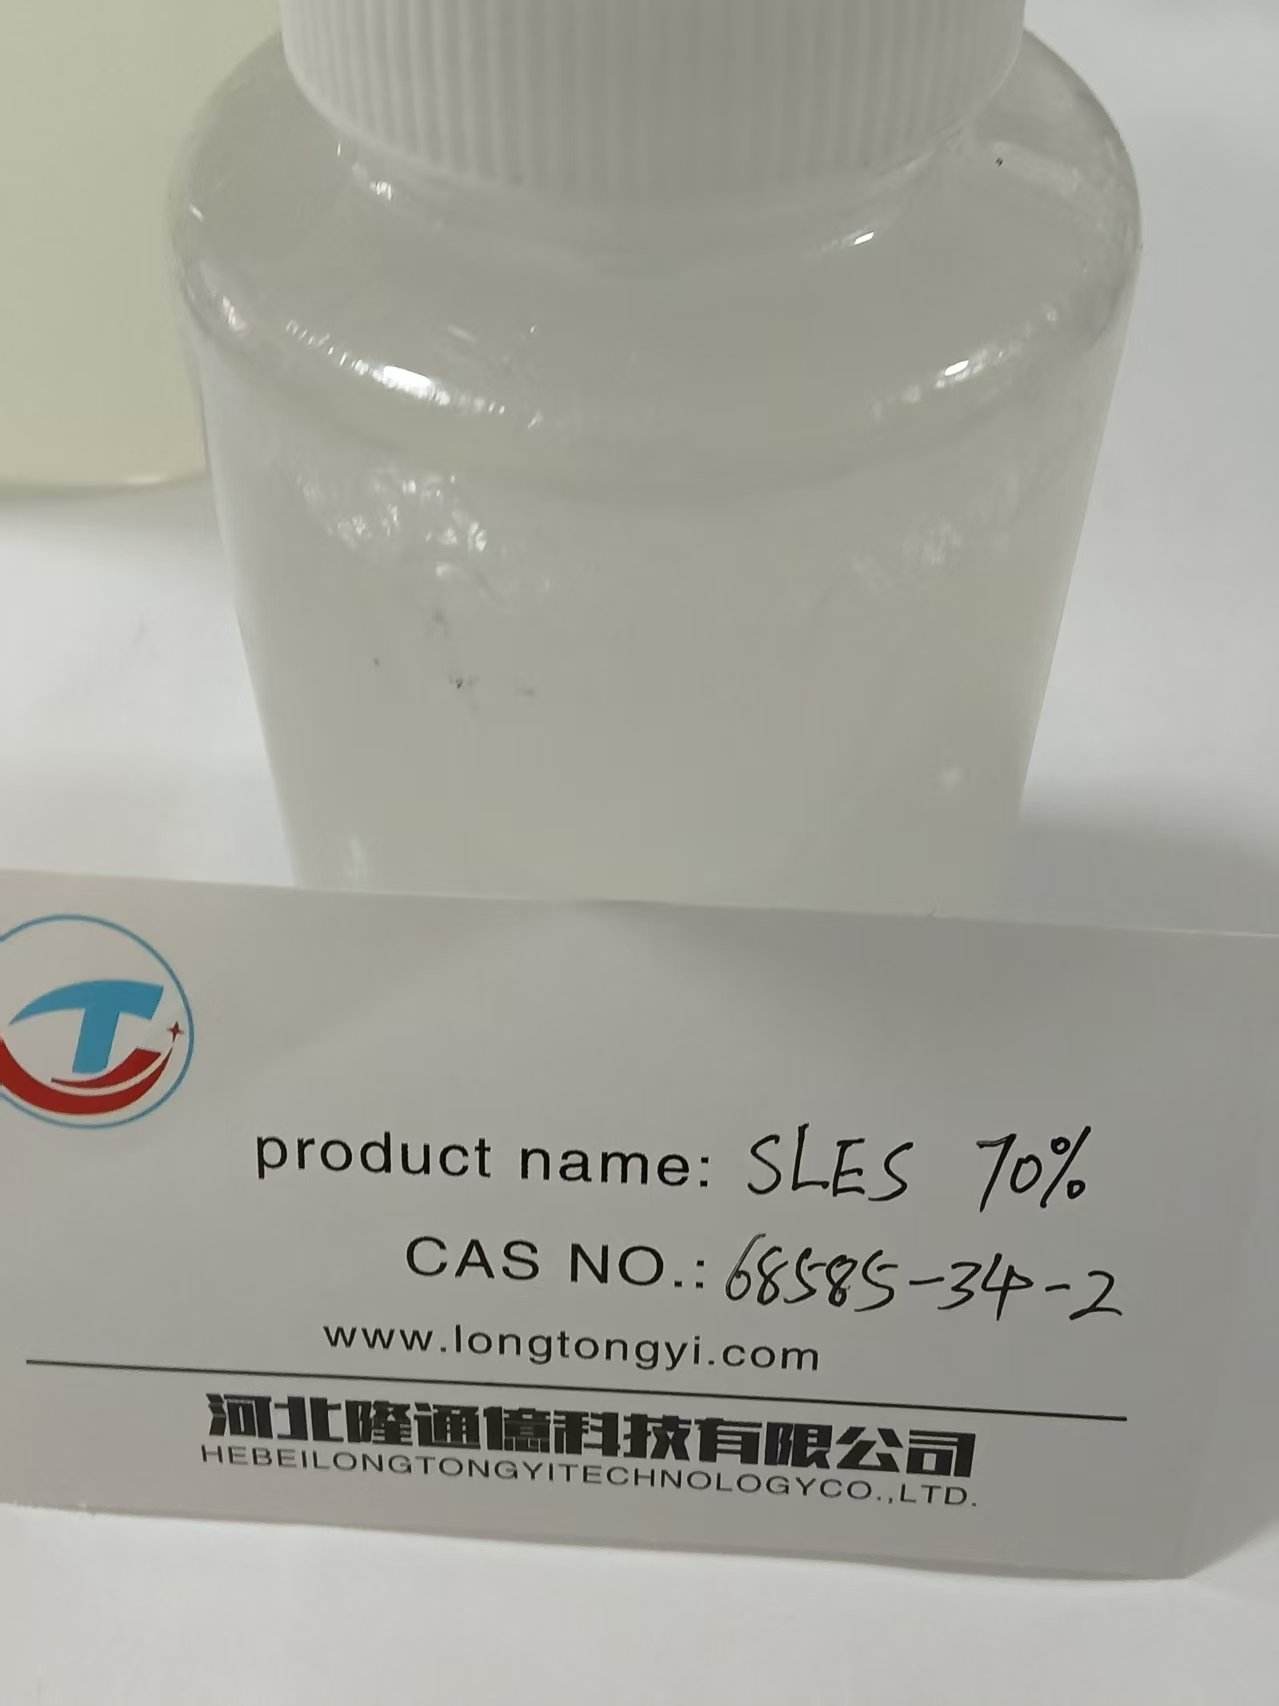 product name: SLES 70%
CAS NO.: 68585-34-2
www.longtongyi.com
河北隆通億科技有限公司
HEBEILONGTONGYITECHNOLOGYCO.,LTD.